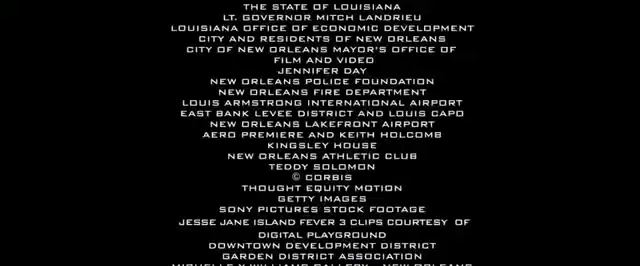 THE STATE OF LOUISIANA
LT. GOVERNOR MITCH LANDRIEU
LOUISIANA OFFICE OF ECONOMIC DEVELOPMENT
CITY AND RESIDENTS OF NEW ORLEANS
CITY OF NEW ORLEANS MAYOR'S OFFICE OF
FILM AND VIDEO
JENNIFER DAY
NEW ORLEANS POLICE FOUNDATION
NEW ORLEANS FIRE DEPARTMENT
LOUIS ARMSTRONG INTERNATIONAL AIRPORT
EAST BANK LEVEE DISTRICT AND LOUIS CAPO
NEW ORLEANS LAKEFRONT AIRPORT
AERO PREMIERE AND KEITH HOLCOMB
KINGSLEY HOUSE
NEW ORLEANS ATHLETIC CLUB
TEDDY SOLOMON
© CORBIS
THOUGHT EQUITY MOTION
GETTY IMAGES
SONY PICTURES STOCK FOOTAGE
JESSE JANE ISLAND FEVER 3 CLIPS COURTESY OF
DIGITAL PLAYGROUND
DOWNTOWN DEVELOPMENT DISTRICT
GARDEN DISTRICT ASSOCIATION